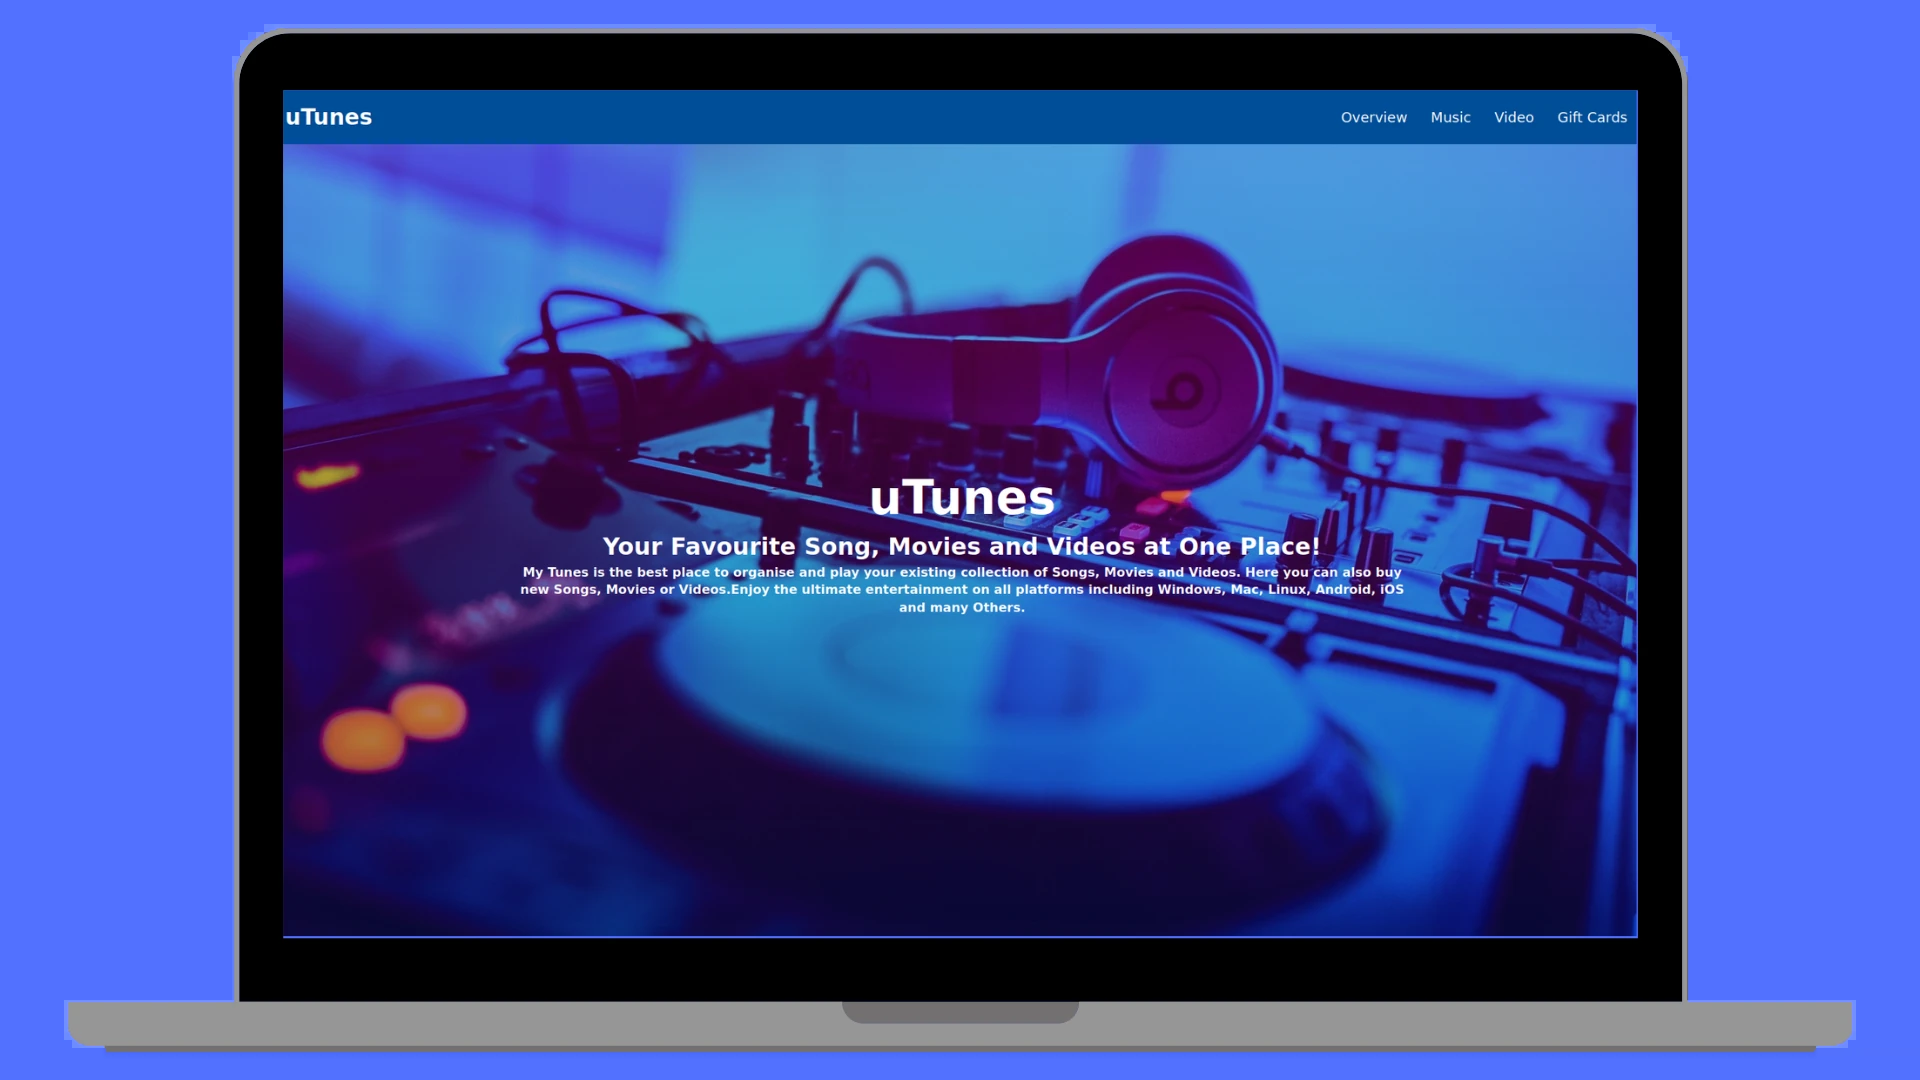 uTunes
Overview Music Video Gift Cards
uTunes
Your Favourite Song, Movies and Videos at One Place!
My Tunes is the best place to organise and play your existing collection of Songs, Movies and Videos. Here you can also buy
new Songs, Movies or Videos.Enjoy the ultimate entertainment on all platforms including Windows, Mac, Linux, Android, iOS
and many Others.